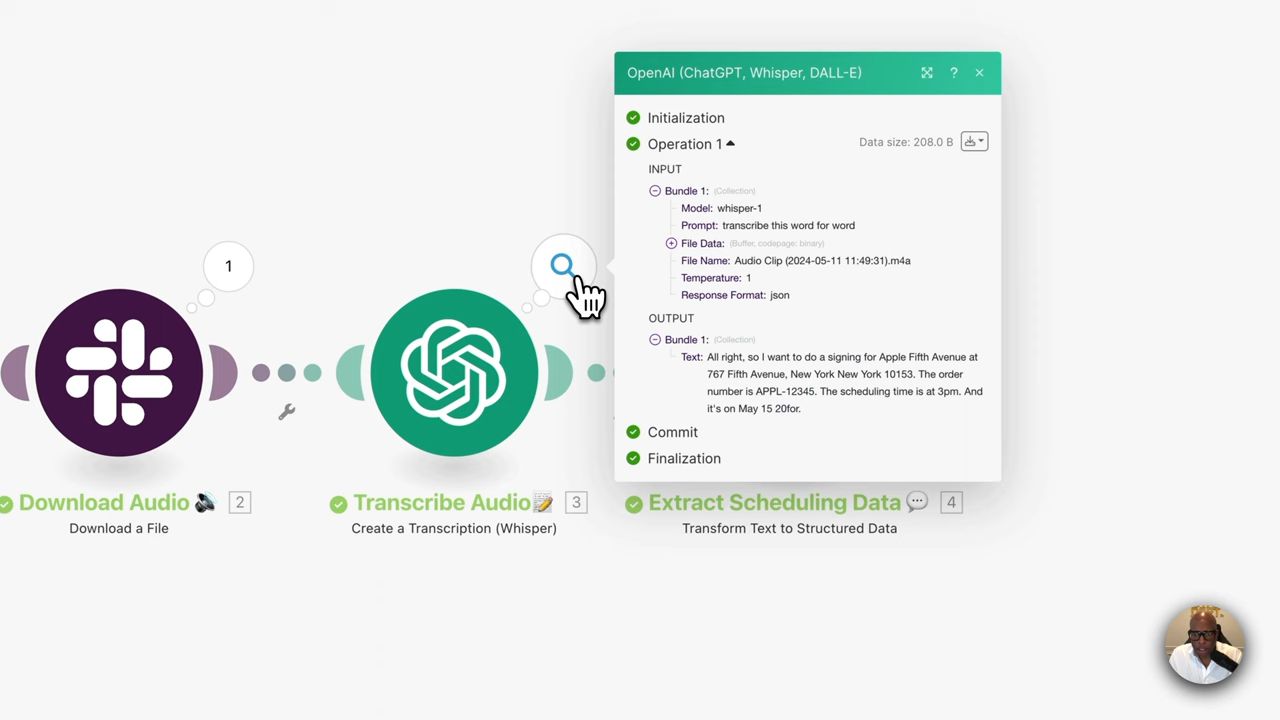 OpenAI (ChatGPT, Whisper, DALL-E) ?
Initialization
Operation 1 Data size: 208.0 B
INPUT
Bundle 1: (Collection)
Model: whisper-1
Prompt: transcribe this word for word
File Data: (Buffer, codepage: binary)
File Name: Audio Clip (2024-05-11 11:49:31).m4a
Temperature: 1
Response Format: json
OUTPUT
Bundle 1: (Collection)
Text: All right, so I want to do a signing for Apple Fifth Avenue at
767 Fifth Avenue, New York New York 10153. The order
number is APPL-12345. The scheduling time is at 3pm. And
it's on May 15 20for.
Commit
Finalization
1
Download Audio 🔊 2
Download a File
Transcribe Audio📝 3
Create a Transcription (Whisper)
Extract Scheduling Data 💬 4
Transform Text to Structured Data